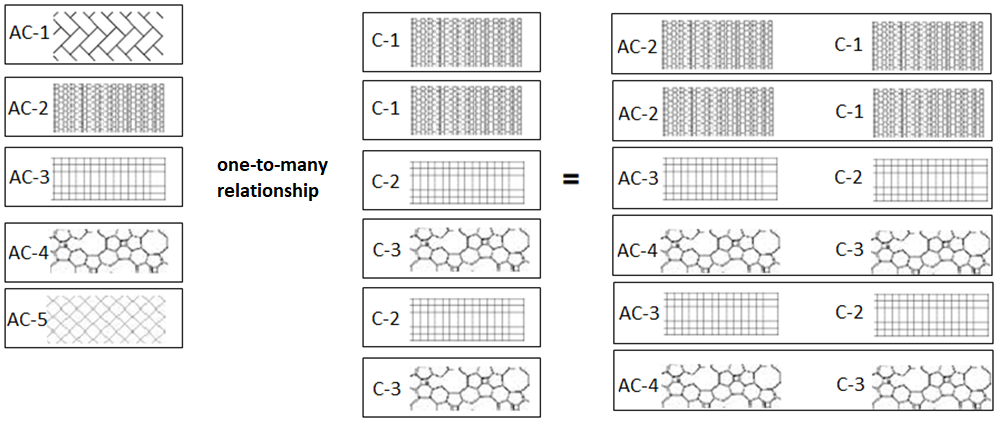 AC-1
AC-2
AC-3
AC-4
AC-5
one-to-many
relationship
C-1
C-1
C-2
C-3
C-2
C-3
=
AC-2 C-1
AC-2 C-1
AC-3 C-2
AC-4 C-3
AC-3 C-2
AC-4 C-3